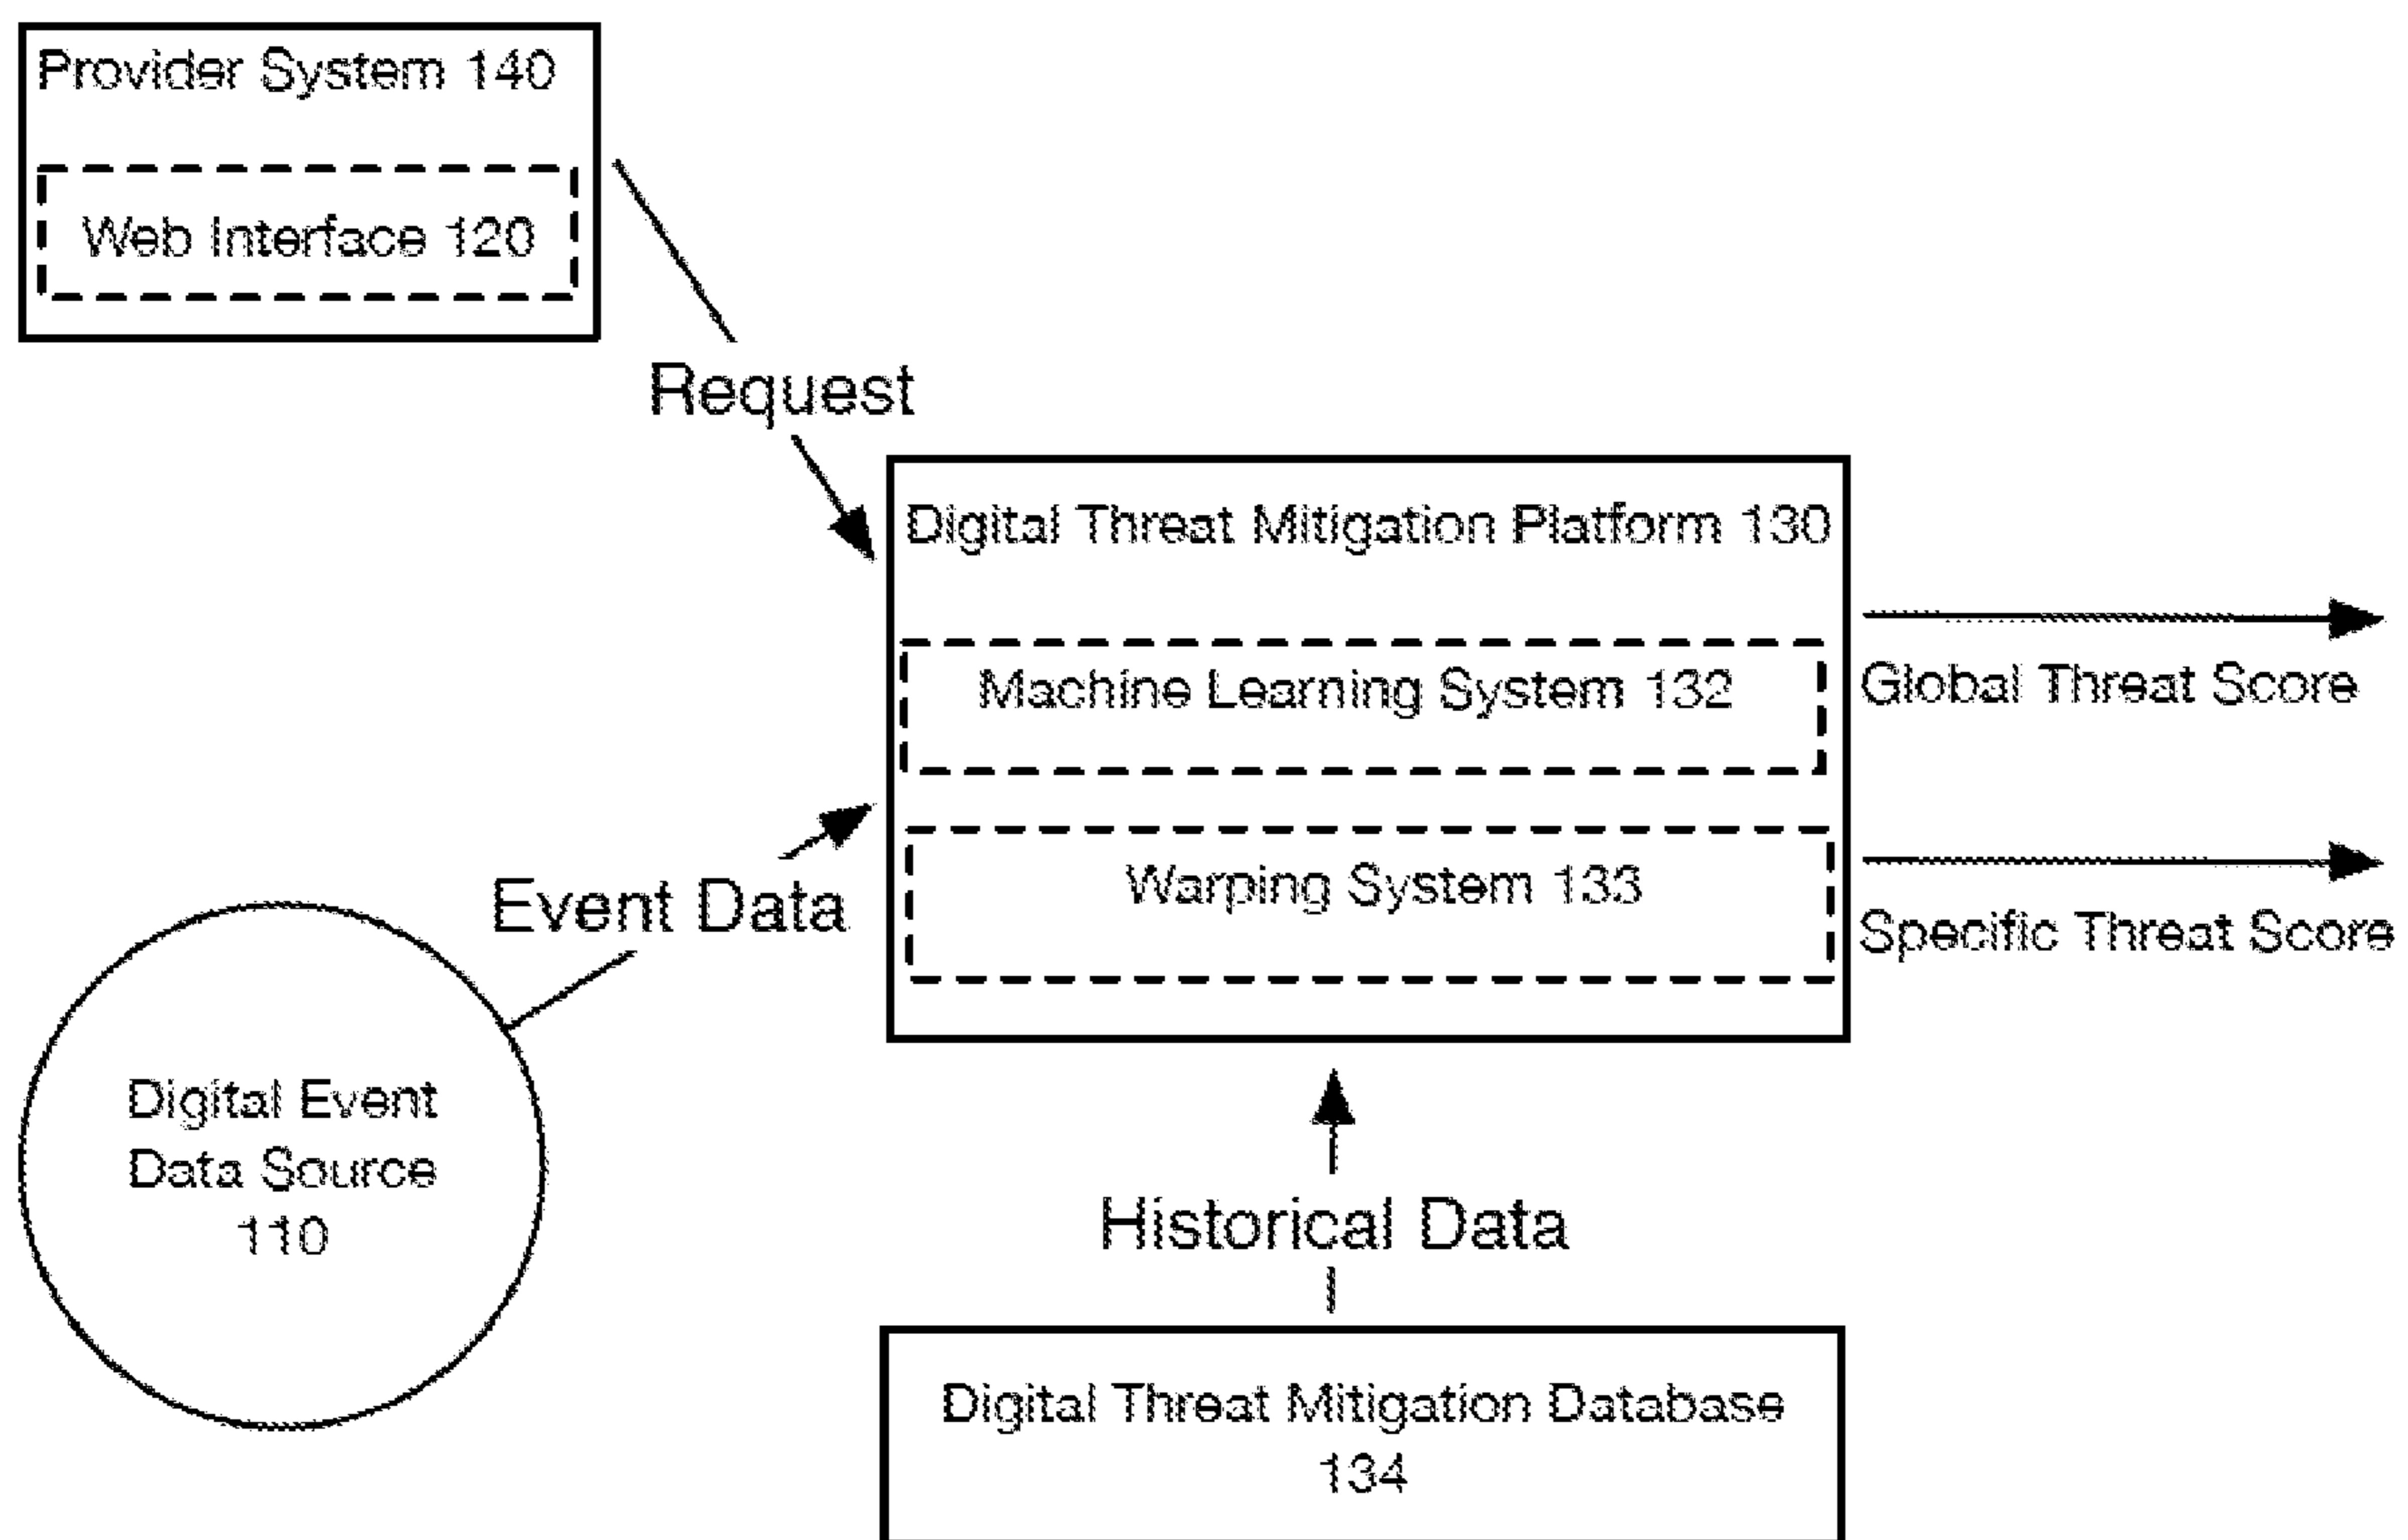 Provider System 140
Web Interface 120
Request
Digital Threat Mitigation Platform 130
Machine Learning System 132
Global Threat Score
Warping System 133
Specific Threat Score
Event Data
Digital Event
Data Source
110
Historical Data
Digital Threat Mitigation Database
134